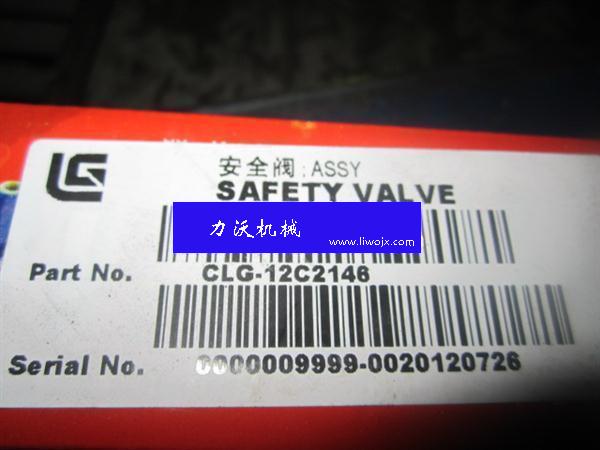 安全阀:ASSY
SAFETY VALVE
力沃机械
www.liwojx.com
Part No. CLG-12C2146
Serial No. 0000009999-0020120726